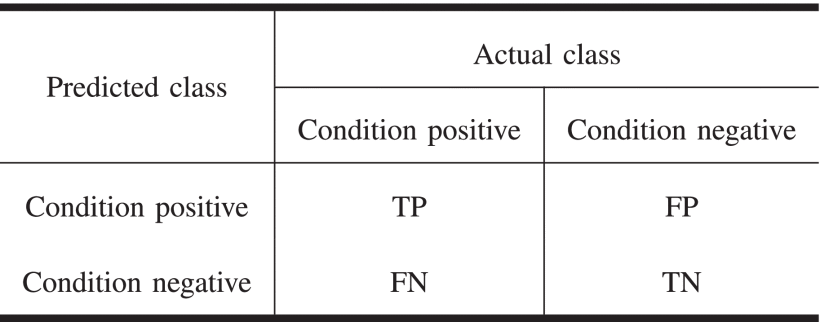 Predicted class
Actual class
Condition positive
Condition negative
Condition positive
TP
FP
Condition negative
FN
TN